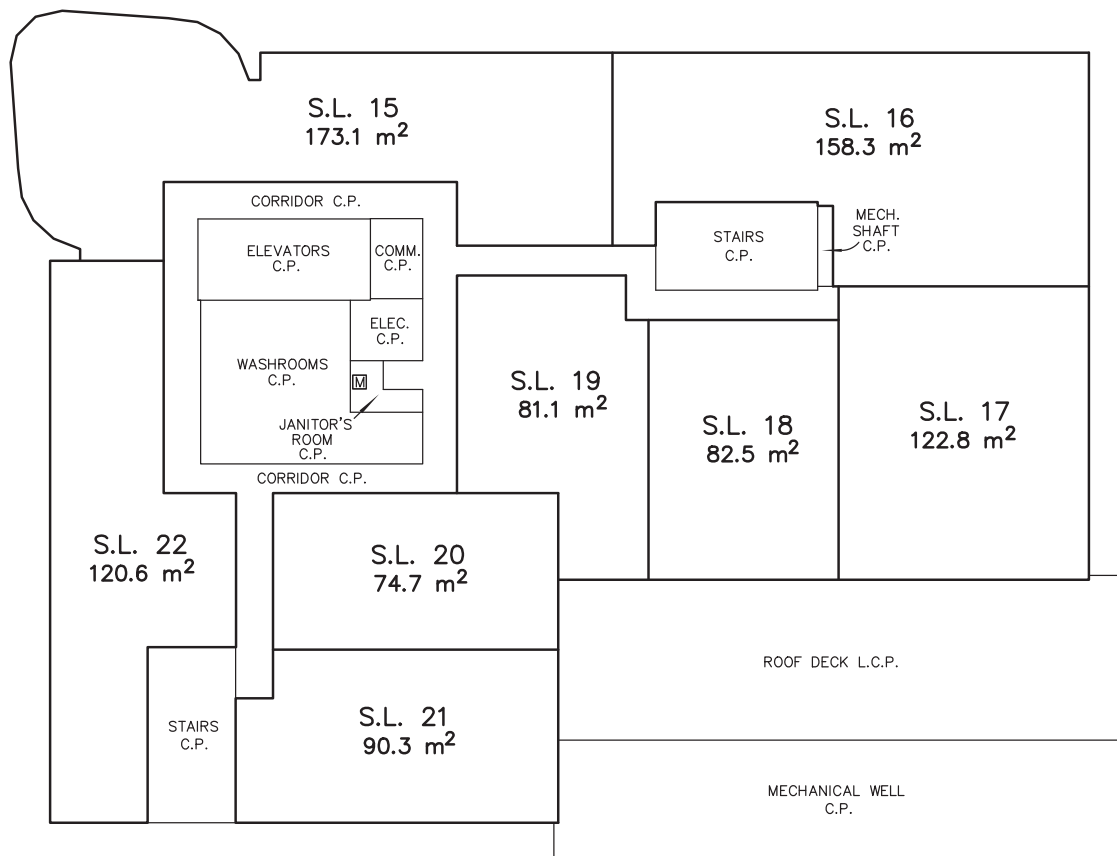 S.L. 15
173.1 m²
S.L. 16
158.3 m²
CORRIDOR C.P.
ELEVATORS
C.P.
COMM.
C.P.
STAIRS
C.P.
MECH.
SHAFT
C.P.
ELEC.
C.P.
WASHROOMS
C.P.
M
JANITOR'S
ROOM
C.P.
CORRIDOR C.P.
S.L. 19
81.1 m²
S.L. 18
82.5 m²
S.L. 17
122.8 m²
S.L. 22
120.6 m²
S.L. 20
74.7 m²
ROOF DECK L.C.P.
STAIRS
C.P.
S.L. 21
90.3 m²
MECHANICAL WELL
C.P.